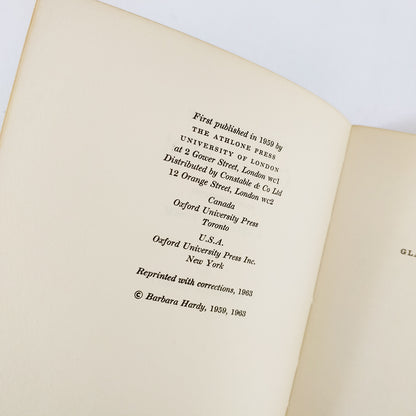 First published in 1959 by
THE ATHLONE PRESS
UNIVERSITY OF LONDON
at 2 Gower Street, London WC1
Distributed by Constable & Co Ltd
12 Orange Street, London WC2
Canada
Oxford University Press
Toronto
U.S.A.
Oxford University Press Inc.
New York
Reprinted with corrections, 1963
© Barbara Hardy, 1959, 1963